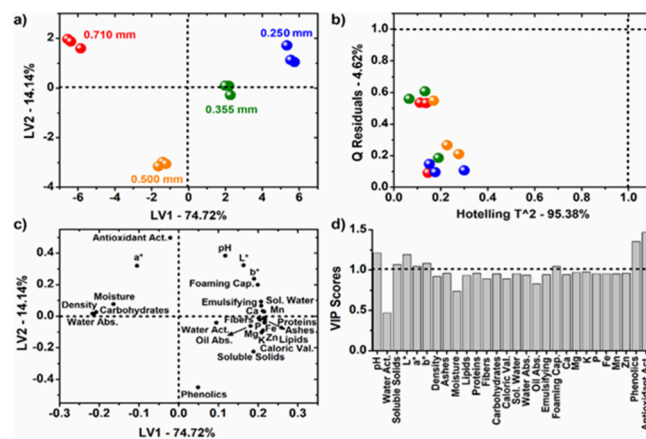 a)
0.710 mm
0.250 mm
0.355 mm
0.500 mm
LV2 - 14.14%
2
0
-2
-4
-6
-4
-2
0
2
4
6
LV1 - 74.72%
b)
Q Residuals - 4.62%
1.0
0.8
0.6
0.4
0.2
0.0
0.0
0.2
0.4
0.6
0.8
1.0
Hotelling T^2 - 95.38%
c)
LV2 - 14.14%
0.4
0.2
0.0
-0.2
-0.4
-0.6
Antioxidant Act.
a*
pH
L*
b*
Foaming Cap.
Moisture
Density
Carbohydrates
Water Abs.
Emulsifying
Sol. Water
Ca
Mn
Fibers
Proteins
Water Act.
P
Fe
Ashes
Oil Abs.
Mg
Zn
Lipids
K
Caloric Val.
Soluble Solids
Phenolics
-0.3
-0.2
-0.1
0.0
0.1
0.2
0.3
LV1 - 74.72%
d)
VIP Scores
1.5
1.0
0.5
0.0
pH
Water Act.
Soluble Solids
L*
a*
b*
Density
Ashes
Moisture
Lipids
Proteins
Fibers
Carbohydrates
Caloric Val.
Sol. Water
Water Abs.
Oil Abs.
Emulsifying
Foaming Cap.
Ca
Mg
K
P
Fe
Mn
Zn
Phenolics
Antioxidant Act.